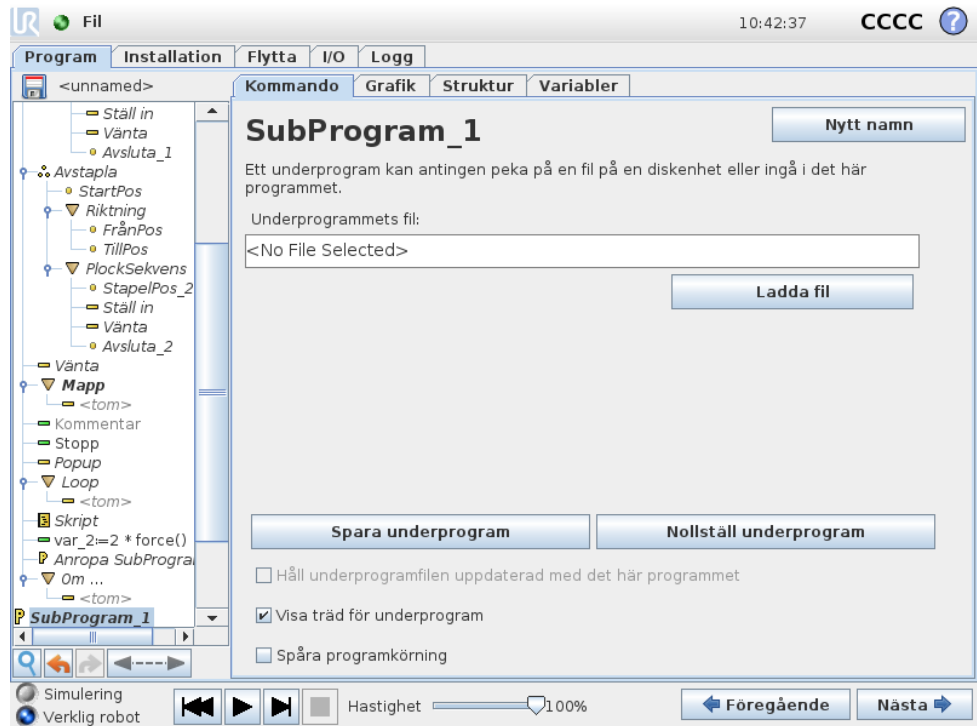 UR Fil 10:42:37 CCCC ?
Program Installation Flytta I/O Logg
<unnamed>
Kommando Grafik Struktur Variabler
Ställ in
Vänta
Avsluta_1
Avstapla
StartPos
Riktning
FrånPos
TillPos
PlockSekvens
StapelPos_2
Ställ in
Vänta
Avsluta_2
Vänta
Mapp
<tom>
Kommentar
Stopp
Popup
Loop
<tom>
Skript
var_2:=2 * force()
Anropa SubProgra
Om ...
<tom>
SubProgram_1
SubProgram_1
Nytt namn
Ett underprogram kan antingen peka på en fil på en diskenhet eller ingå i det här
programmet.
Underprogrammets fil:
<No File Selected>
Ladda fil
Spara underprogram
Nollställ underprogram
Håll underprogramfilen uppdaterad med det här programmet
Visa träd för underprogram
Spåra programkörning
Simulering
Verklig robot
Hastighet 100%
Föregående
Nästa